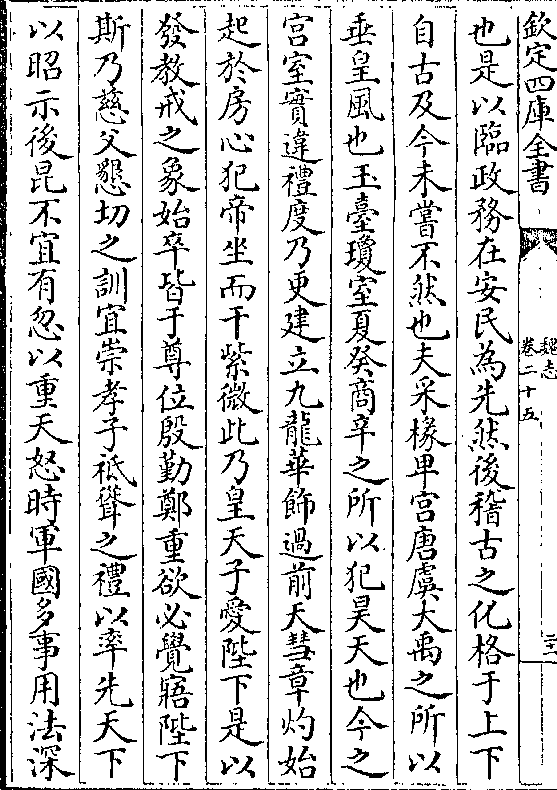 欽定四庫全書
魏志
卷二十五
也是以臨政務在安民為先然後稽古之化格于上下
自古及今未嘗不然也夫采椽卑宫唐虞大禹之所以
垂皇風也玉臺瓊室夏癸商辛之所以犯昊天也今之
宫室實違禮度乃更建立九龍華飾過前天彗章灼始
起於房心犯帝坐而干紫微此乃皇天子愛陛下是以
發教戒之象始卒皆于尊位殷勤鄭重欲必覺寤陛下
斯乃慈父懇切之訓宜崇孝子祗聳之禮以率先天下
以昭示後昆不宜有忽以重天怒時軍國多事用法深